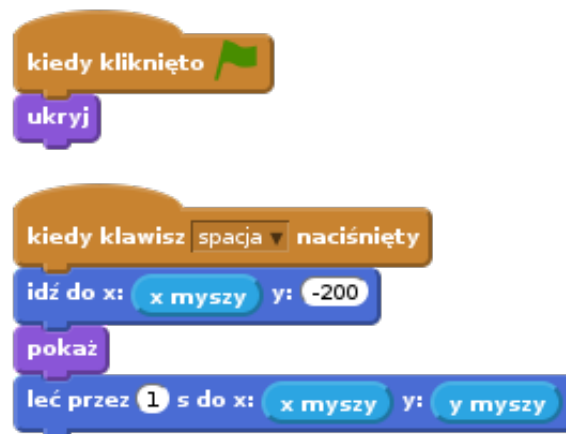 kiedy kliknięto
ukryj
kiedy klawisz spacja naciśnięty
idź do x: x myszy y: -200
pokaż
leć przez 1 s do x: x myszy y: y myszy